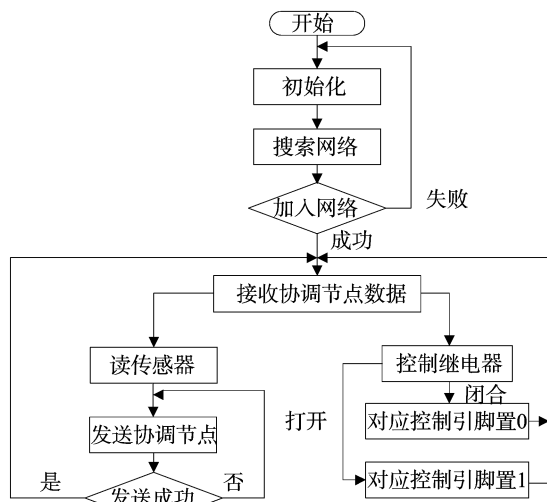 开始
初始化
搜索网络
加入网络
失败
成功
接收协调节点数据
读传感器
控制继电器
闭合
打开
发送协调节点
对应控制引脚置0
是
发送成功
否
对应控制引脚置1